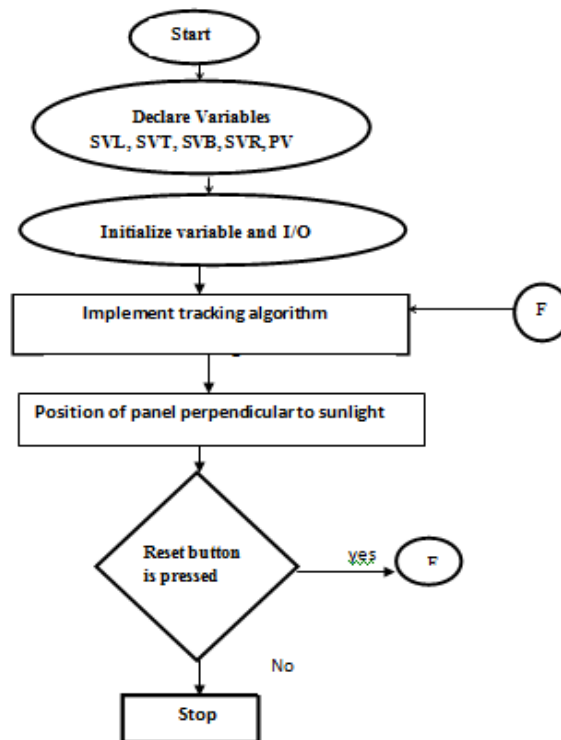 Start
Declare Variables
SVL, SVT, SVB, SVR, PV
Initialize variable and I/O
Implement tracking algorithm
F
Position of panel perpendicular to sunlight
Reset button
is pressed
yes
F
No
Stop